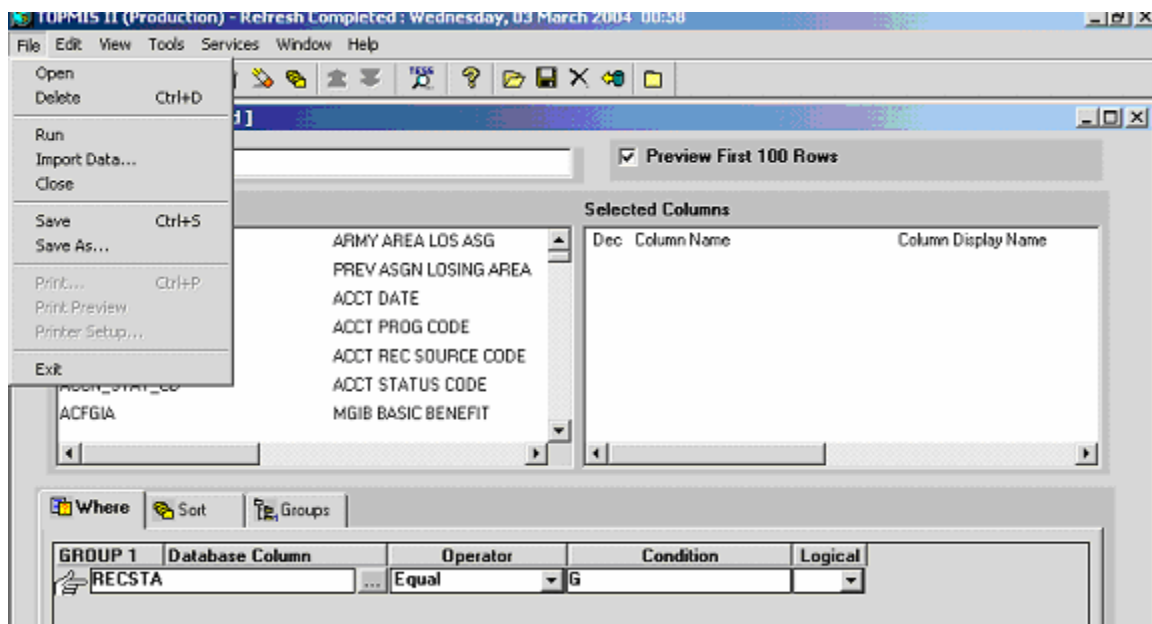 TOPMIS II (Production) - Refresh Completed : Wednesday, 03 March 2004 00:58
File Edit View Tools Services Window Help
Open
Delete Ctrl+D
Run
Import Data...
Close
Save Ctrl+S
Save As...
Print... Ctrl+P
Print Preview
Printer Setup...
Exit
Preview First 100 Rows
Selected Columns
ARMY AREA LOS ASG
PREV ASGN LOSING AREA
ACCT DATE
ACCT PROG CODE
ACCT REC SOURCE CODE
ACCT STATUS CODE
ACFGIA MGIB BASIC BENEFIT
Dec Column Name Column Display Name
Where Sort Groups
GROUP 1 Database Column Operator Condition Logical
RECSTA ... Equal G